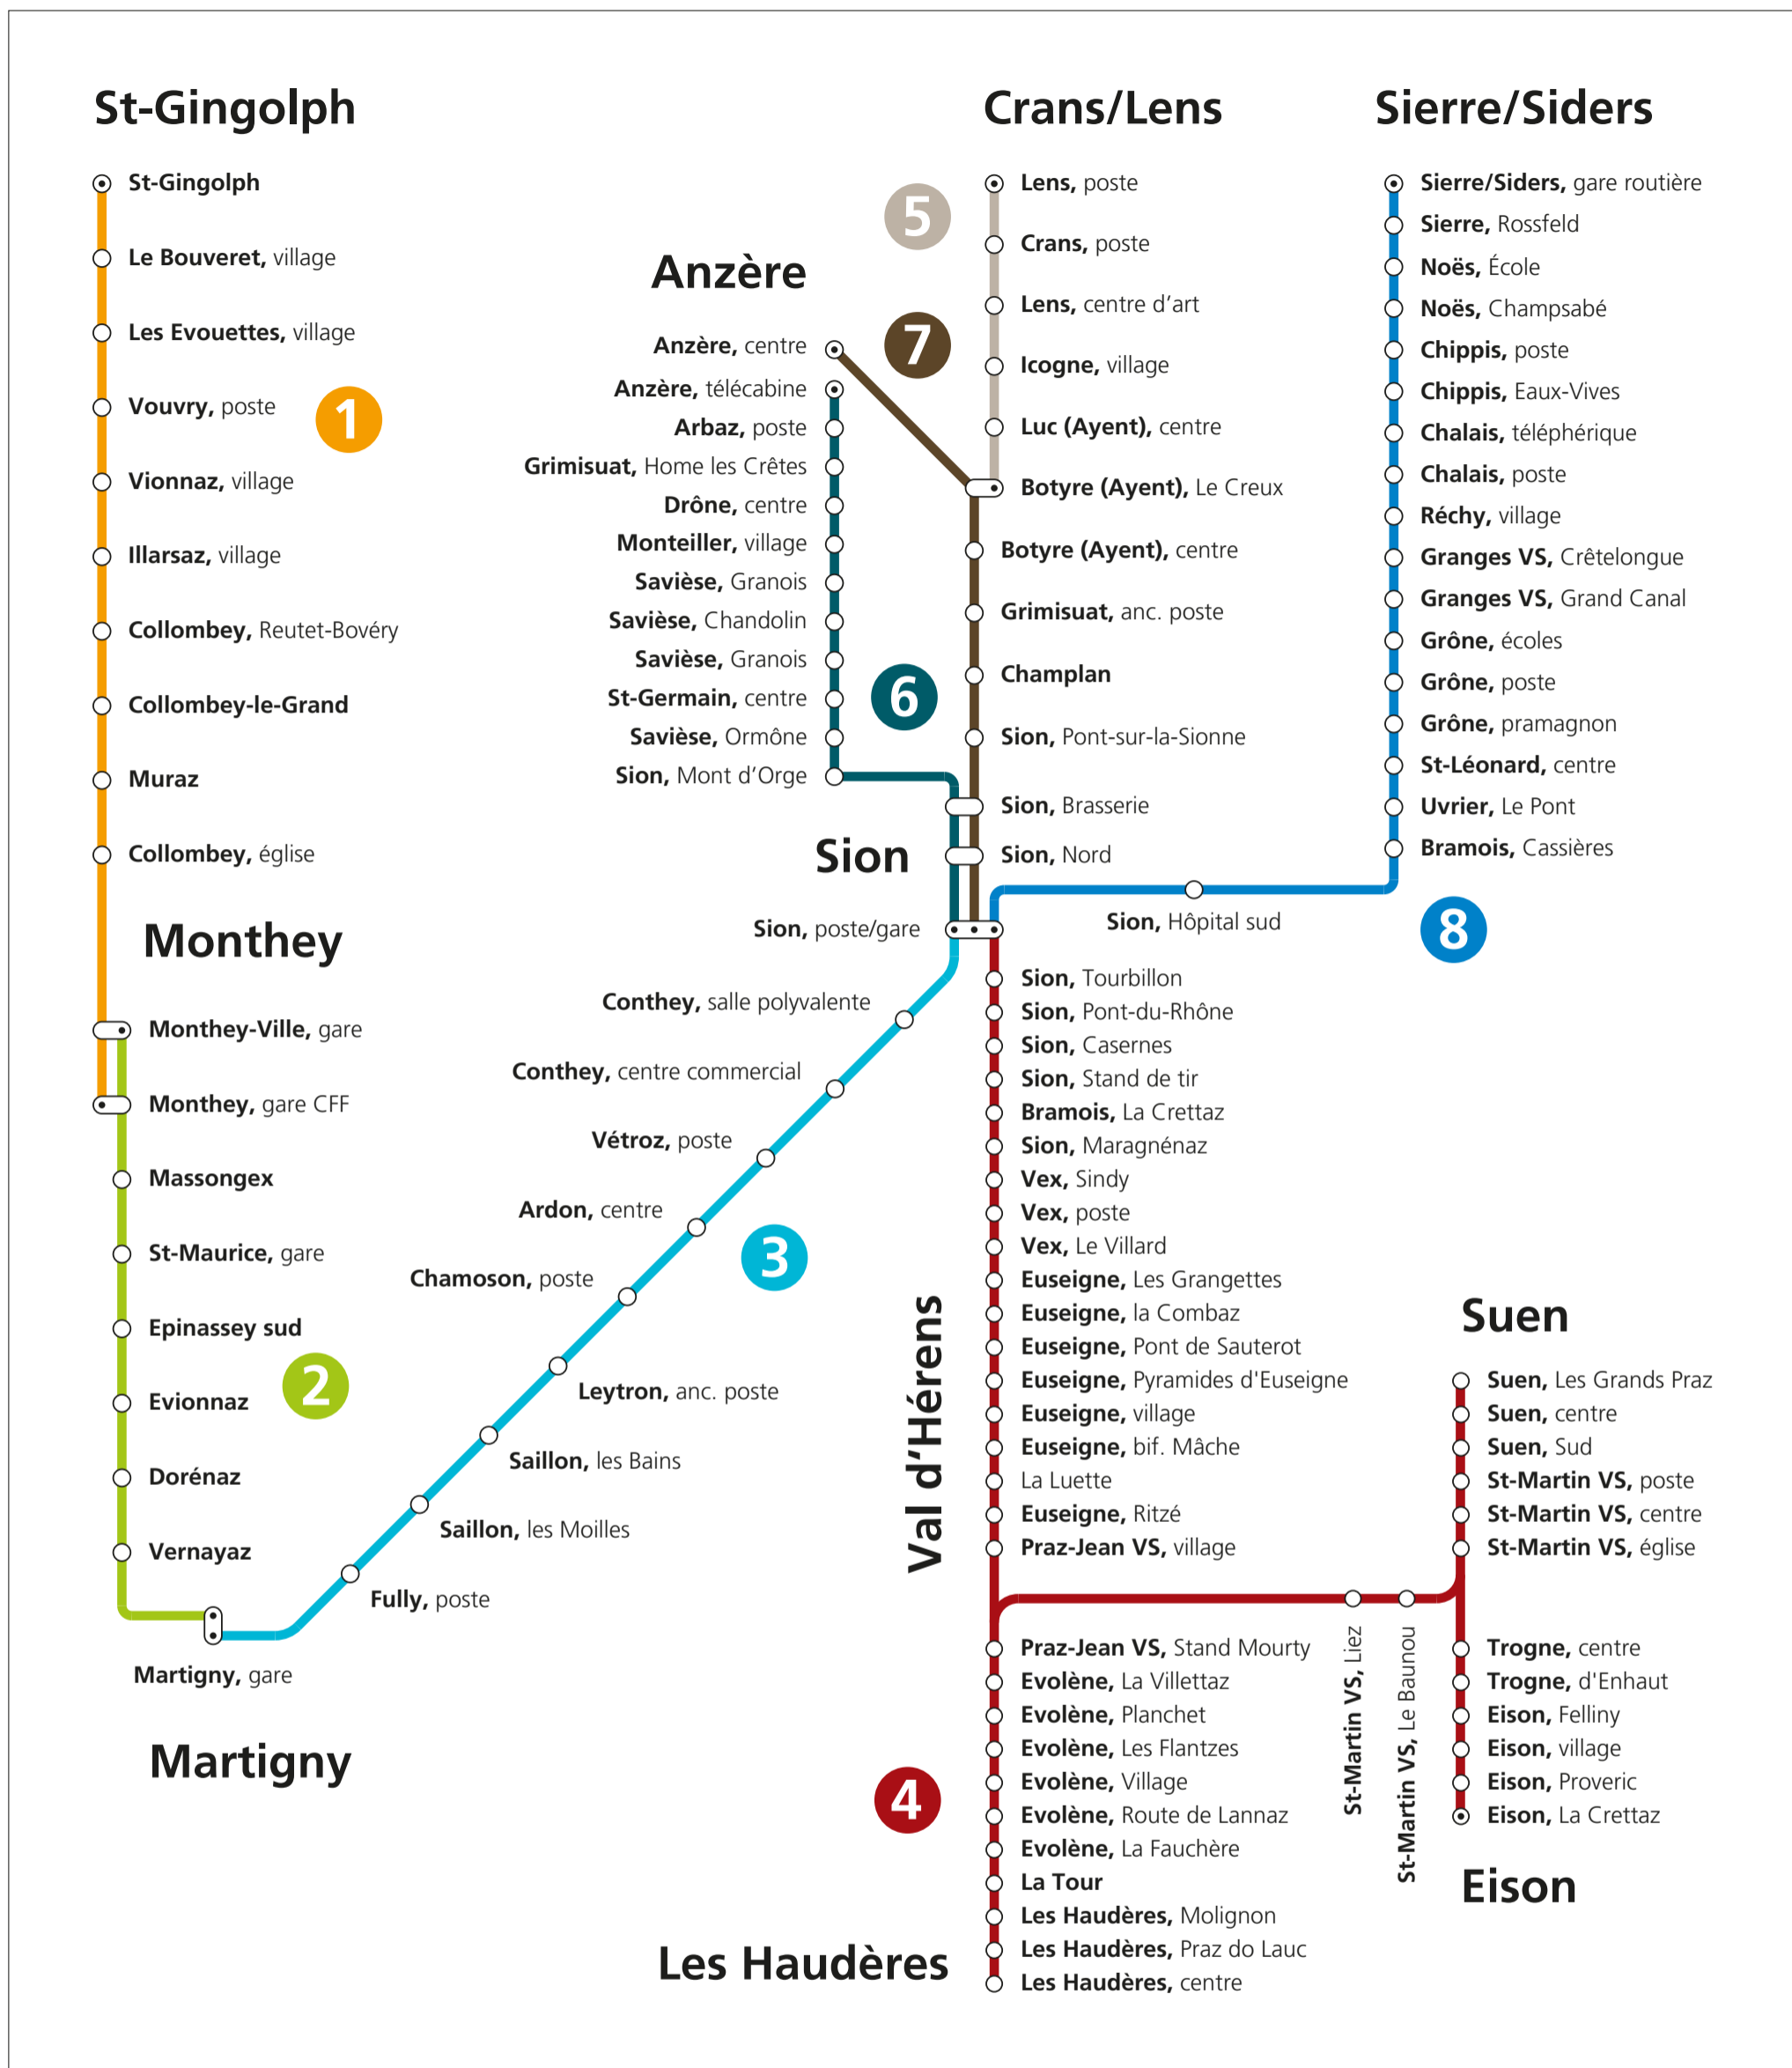 St-Gingolph
St-Gingolph
Le Bouveret, village
Les Evouettes, village
Vouvry, poste
1
Vionnaz, village
Illarsaz, village
Collombey, Reutet-Bovéry
Collombey-le-Grand
Muraz
Collombey, église
Monthey
Monthey-Ville, gare
Monthey, gare CFF
Massongex
St-Maurice, gare
Epinassey sud
2
Evionnaz
Dorénaz
Vernayaz
Martigny, gare
Martigny
Anzère
7
Anzère, centre
Anzère, télécabine
Arbaz, poste
Grimisuat, Home les Crêtes
Drône, centre
Monteiller, village
Savièse, Granois
Savièse, Chandolin
Savièse, Granois
6
St-Germain, centre
Savièse, Ormône
Sion, Mont d’Orge
Sion
Sion, poste/gare
Conthey, salle polyvalente
Conthey, centre commercial
Vétroz, poste
Ardon, centre
3
Chamoson, poste
Leytron, anc. poste
Saillon, les Bains
Saillon, les Moilles
Fully, poste
Crans/Lens
5
Lens, poste
Crans, poste
Lens, centre d’art
Icogne, village
Luc (Ayent), centre
Botyre (Ayent), Le Creux
Botyre (Ayent), centre
Grimisuat, anc. poste
Champlan
Sion, Pont-sur-la-Sionne
Sion, Brasserie
Sion, Nord
Sierre/Siders
Sierre/Siders, gare routière
Sierre, Rossfeld
Noës, École
Noës, Champsabé
Chippis, poste
Chippis, Eaux-Vives
Chalais, téléphérique
Chalais, poste
Réchy, village
Granges VS, Crêtelongue
Granges VS, Grand Canal
Grône, écoles
Grône, poste
Grône, pramagnon
St-Léonard, centre
Uvrier, Le Pont
Bramois, Cassières
Sion, Hôpital sud
8
Sion, Tourbillon
Sion, Pont-du-Rhône
Sion, Casernes
Sion, Stand de tir
Bramois, La Crettaz
Sion, Maragnénaz
Vex, Sindy
Vex, poste
Vex, Le Villard
Euseigne, Les Grangettes
Euseigne, la Combaz
Euseigne, Pont de Sauterot
Euseigne, Pyramides d'Euseigne
Euseigne, village
Euseigne, bif. Mâche
La Luette
Euseigne, Ritzé
Praz-Jean VS, village
Val d’Hérens
Praz-Jean VS, Stand Mourty
Evolène, La Villettaz
Evolène, Planchet
Evolène, Les Flantzes
Evolène, Village
4
Evolène, Route de Lannaz
Evolène, La Fauchère
La Tour
Les Haudères, Molignon
Les Haudères, Praz do Lauc
Les Haudères, centre
Les Haudères
St-Martin VS, Liez
St-Martin VS, Le Baunou
Suen
Suen, Les Grands Praz
Suen, centre
Suen, Sud
St-Martin VS, poste
St-Martin VS, centre
St-Martin VS, église
Trogne, centre
Trogne, d'Enhaut
Eison, Felliny
Eison, village
Eison, Proveric
Eison, La Crettaz
Eison